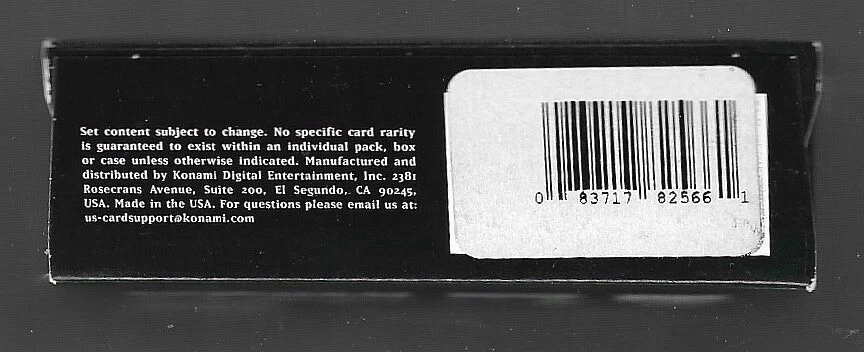 Set content subject to change. No specific card rarity
is guaranteed to exist within an individual pack, box
or case unless otherwise indicated. Manufactured and
distributed by Konami Digital Entertainment, Inc. 2381
Rosecrans Avenue, Suite 200, El Segundo, CA 90245,
USA. Made in the USA. For questions please email us at:
us-cardsupport@konami.com
0 83717 82566 1